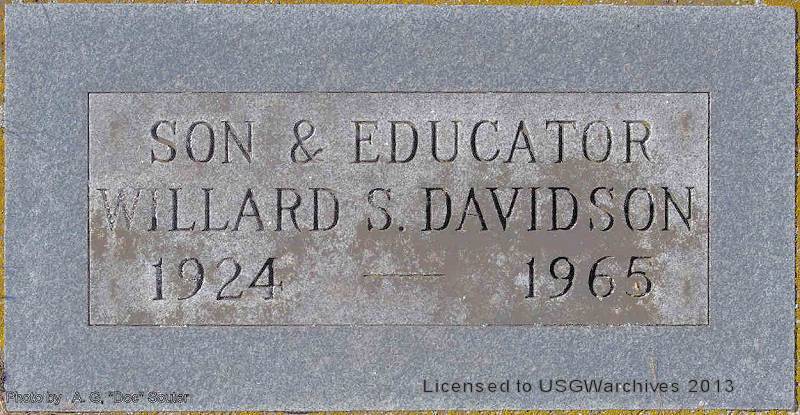 SON & EDUCATOR
WILLARD S. DAVIDSON
1924 — 1965
Licensed to USGWarchives 2013
Photo by A. G. "Doc" Souter